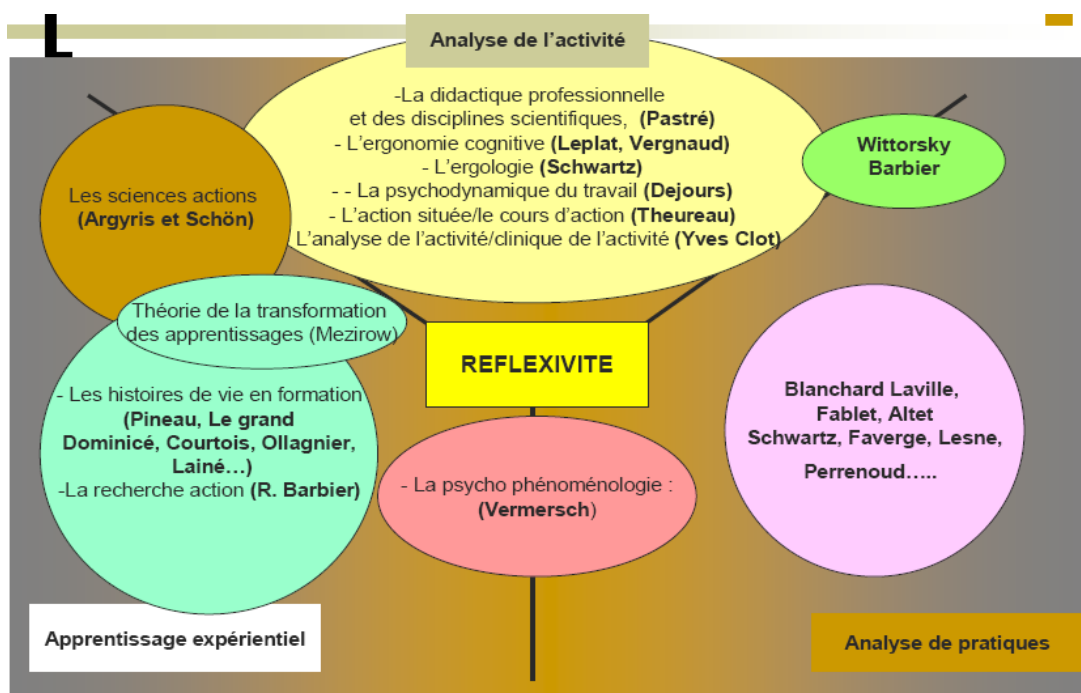 L
Analyse de l'activité
-La didactique professionnelle
et des disciplines scientifiques, (Pastré)
- L'ergonomie cognitive (Leplat, Vergnaud)
- L'ergologie (Schwartz)
- - La psychodynamique du travail (Dejours)
- L'action située/le cours d'action (Theureau)
L'analyse de l'activité/clinique de l'activité (Yves Clot)
Les sciences actions
(Argyris et Schön)
Wittorsky
Barbier
Théorie de la transformation
des apprentissages (Mezirow)
REFLEXIVITE
- Les histoires de vie en formation
(Pineau, Le grand
Dominicé, Courtois, Ollagnier,
Lainé...)
-La recherche action (R. Barbier)
- La psycho phénoménologie :
(Vermersch)
Blanchard Laville,
Fablet, Altet
Schwartz, Faverge, Lesne,
Perrenoud.....
Apprentissage expérientiel
Analyse de pratiques